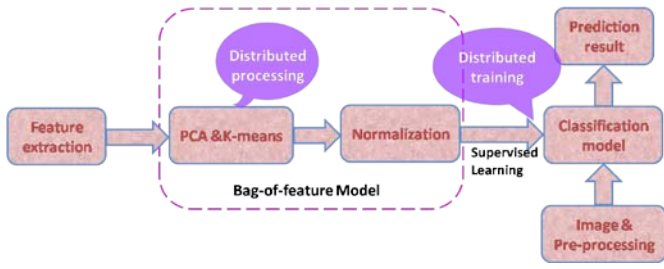 Distributed
processing
Distributed
training
Prediction
result
Feature
extraction
PCA &K-means
Normalization
Classification
model
Supervised
Learning
Bag-of-feature Model
Image &
Pre-processing